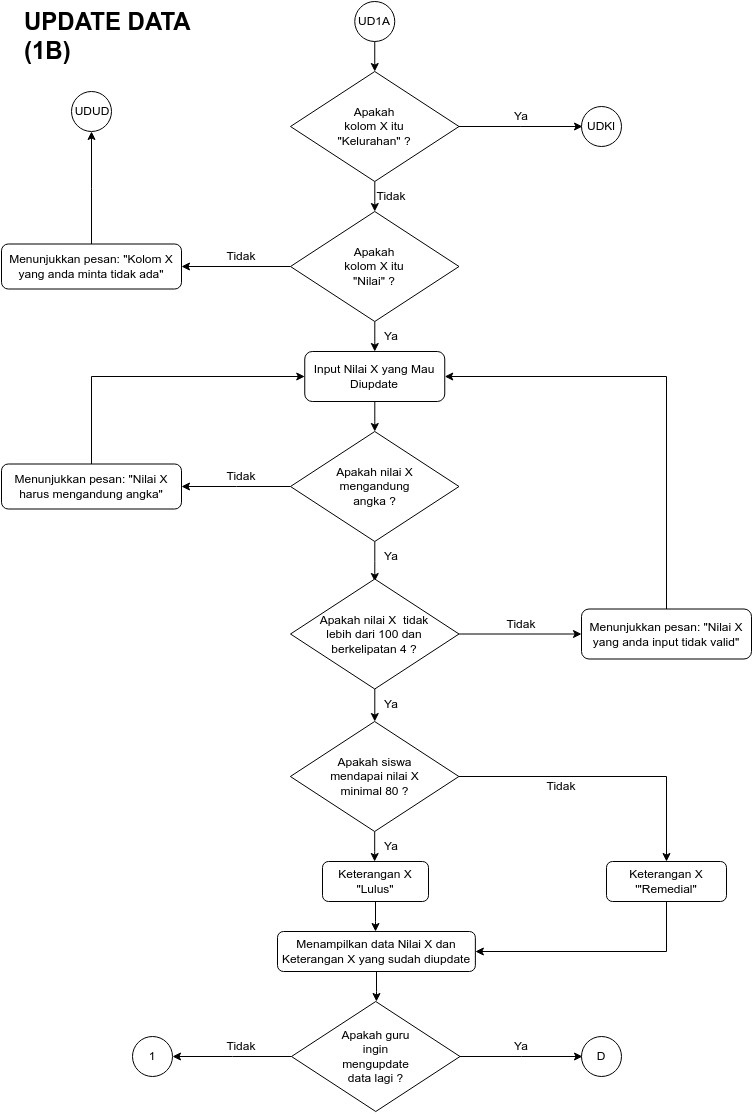 UPDATE DATA
(1B)
UD1A
Apakah
kolom X itu
"Kelurahan" ?
Ya
UDKI
UDUD
Tidak
Apakah
kolom X itu
"Nilai" ?
Tidak
Menunjukkan pesan: "Kolom X
yang anda minta tidak ada"
Ya
Input Nilai X yang Mau
Diupdate
Apakah nilai X
mengandung
angka ?
Tidak
Menunjukkan pesan: "Nilai X
harus mengandung angka"
Ya
Apakah nilai X  tidak
lebih dari 100 dan
berkelipatan 4 ?
Tidak
Menunjukkan pesan: "Nilai X
yang anda input tidak valid"
Ya
Apakah siswa
mendapai nilai X
minimal 80 ?
Tidak
Ya
Keterangan X
"Lulus"
Keterangan X
'"Remedial"
Menampilkan data Nilai X dan
Keterangan X yang sudah diupdate
Apakah guru
ingin
mengupdate
data lagi ?
Tidak
1
Ya
D